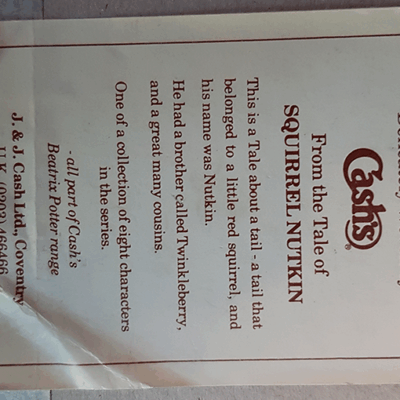 Cash's®
From the Tale of
SQUIRREL NUTKIN
This is a Tale about a tail - a tail that
belonged to a little red squirrel, and
his name was Nutkin.
He had a brother called Twinkleberry,
and a great many cousins.
One of a collection of eight characters
in the series.
- all part of Cash's
Beatrix Potter range
J. & J. Cash Ltd., Coventry
U.K. (0203) 466466